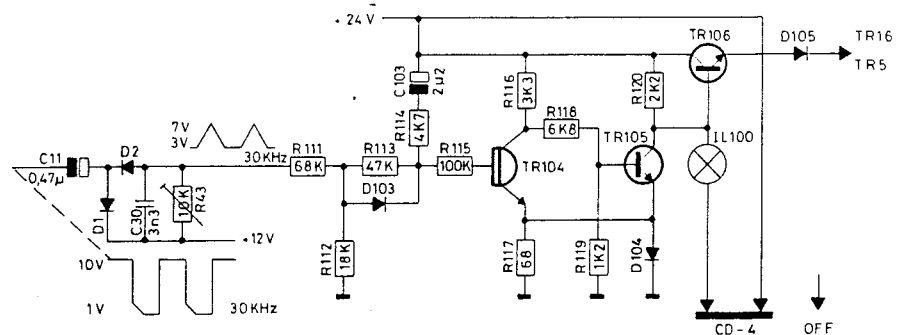 +24V
TR106
D105
TR16
TR5
C103
2µ2
R116
3K3
R120
2K2
R114
4K7
R118
6K8
TR105
IL100
7V
3V
30KHz
R111
68K
R113
47K
R115
100K
TR104
C11
0,47µ
D2
D103
D1
C30
3n3
10K
R43
+12V
R112
18K
R117
68
R119
1K2
D104
10V
1V
30KHz
CD-4
OFF